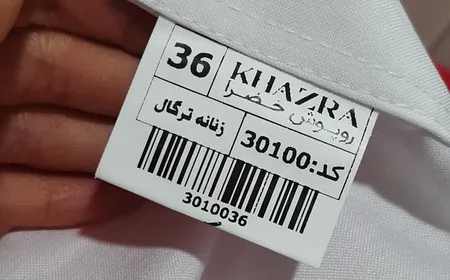 36
KHAZRA
روپوش خضرا
زنانه ترگال
کد:30100
3010036